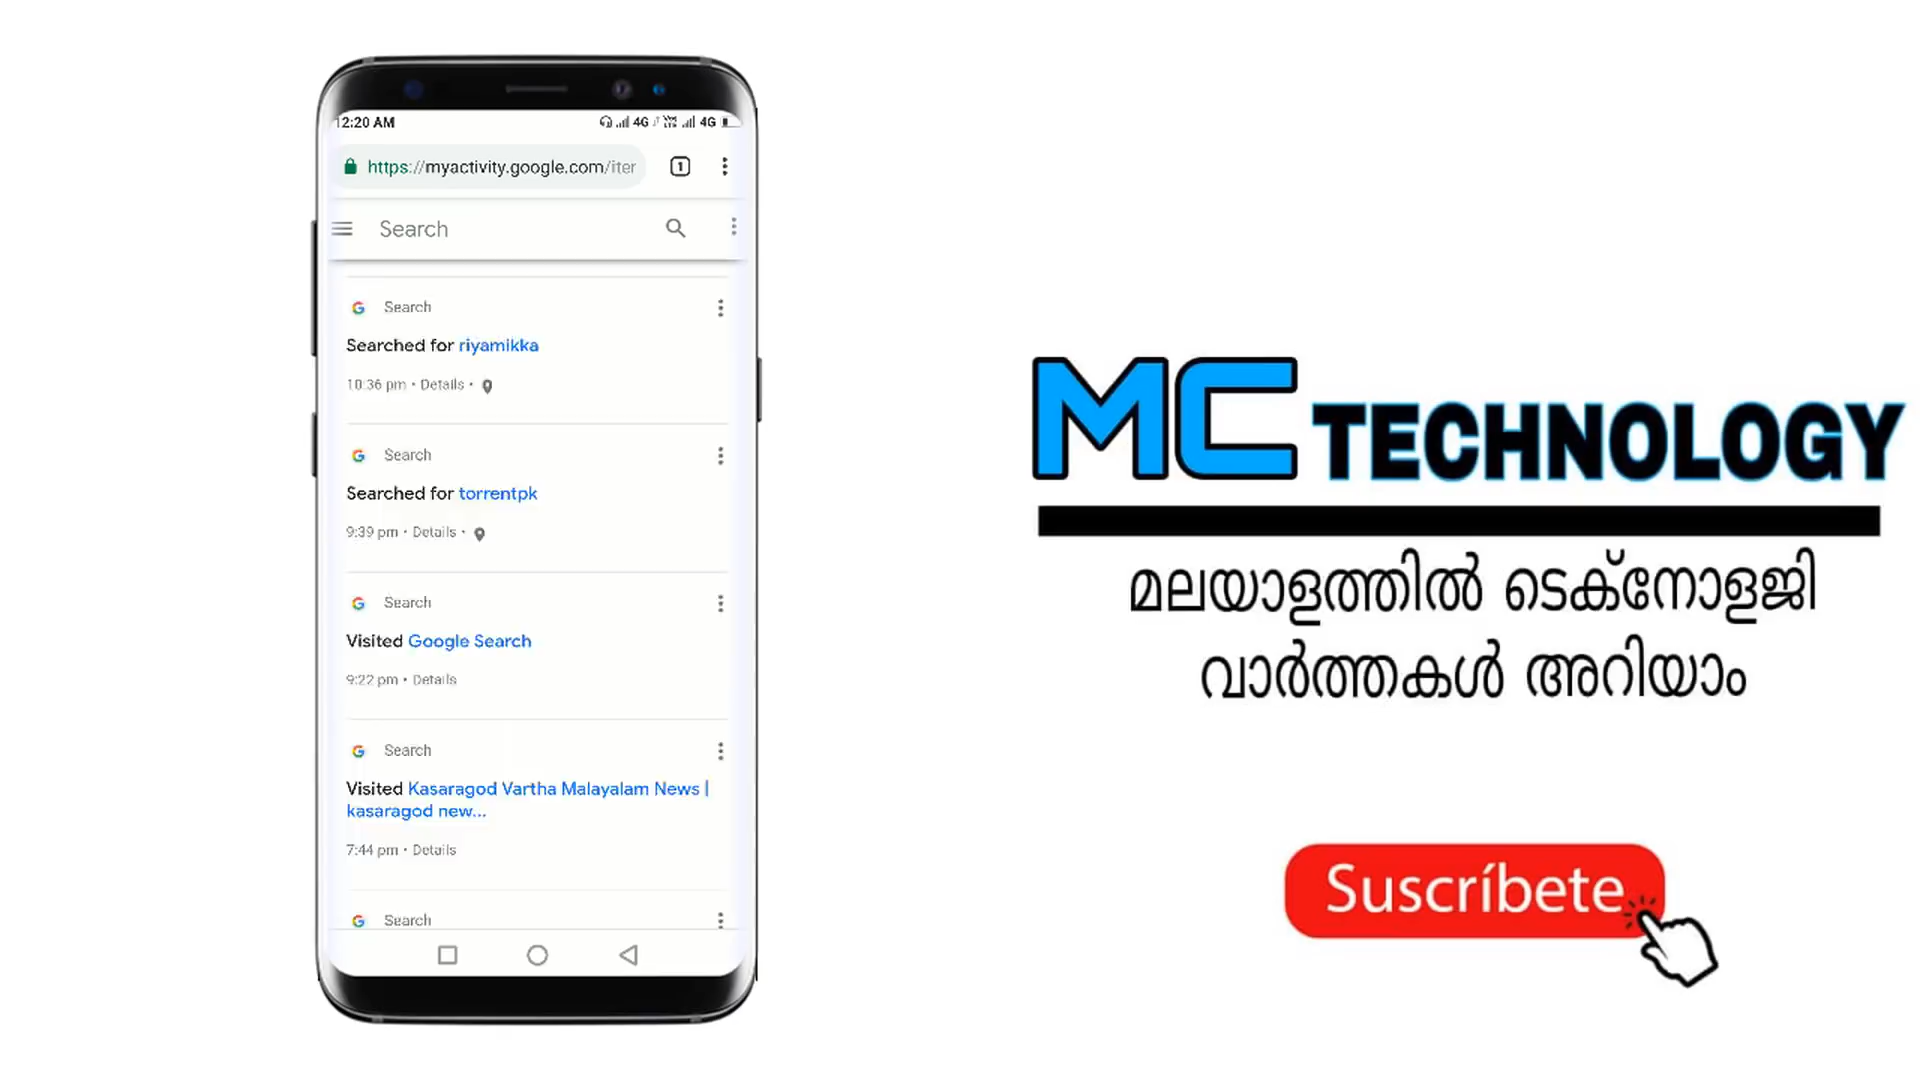 12:20 AM 4G 4G
https://myactivity.google.com/iter 1
Search
Search
Searched for riyamikka
10:36 pm • Details •
Search
Searched for torrentpk
9:39 pm • Details •
Search
Visited Google Search
9:22 pm • Details
Search
Visited Kasaragod Vartha Malayalam News |
kasaragod new...
7:44 pm • Details
Search
MC TECHNOLOGY
മലയാളത്തിൽ ടെക്നോളജി
വാർത്തകൾ അറിയാം
Suscríbete